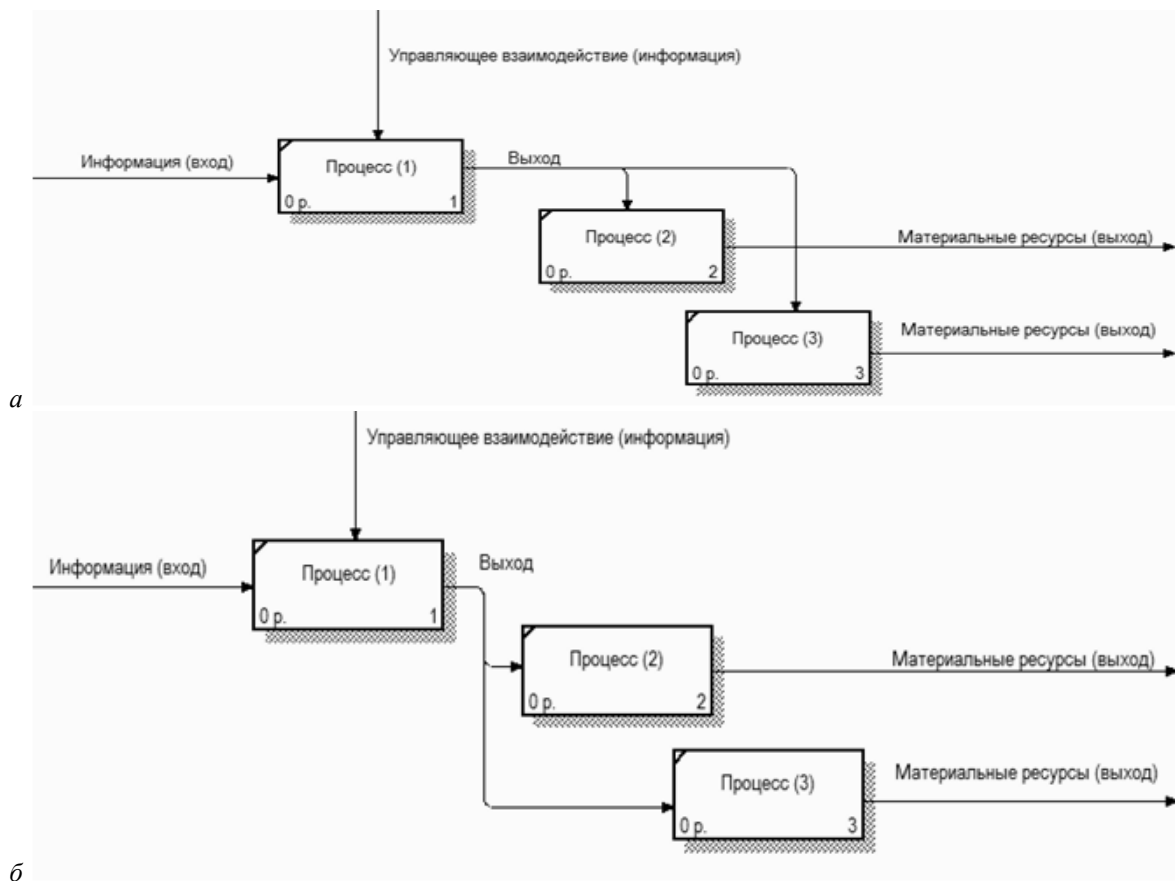 Управляющее взаимодействие (информация)
Информация (вход)
Процесс (1)
0 р. 1
Выход
Процесс (2)
0 р. 2
Материальные ресурсы (выход)
Процесс (3)
0 р. 3
Материальные ресурсы (выход)
а
Управляющее взаимодействие (информация)
Информация (вход)
Процесс (1)
0 р. 1
Выход
Процесс (2)
0 р. 2
Материальные ресурсы (выход)
Процесс (3)
0 р. 3
Материальные ресурсы (выход)
б